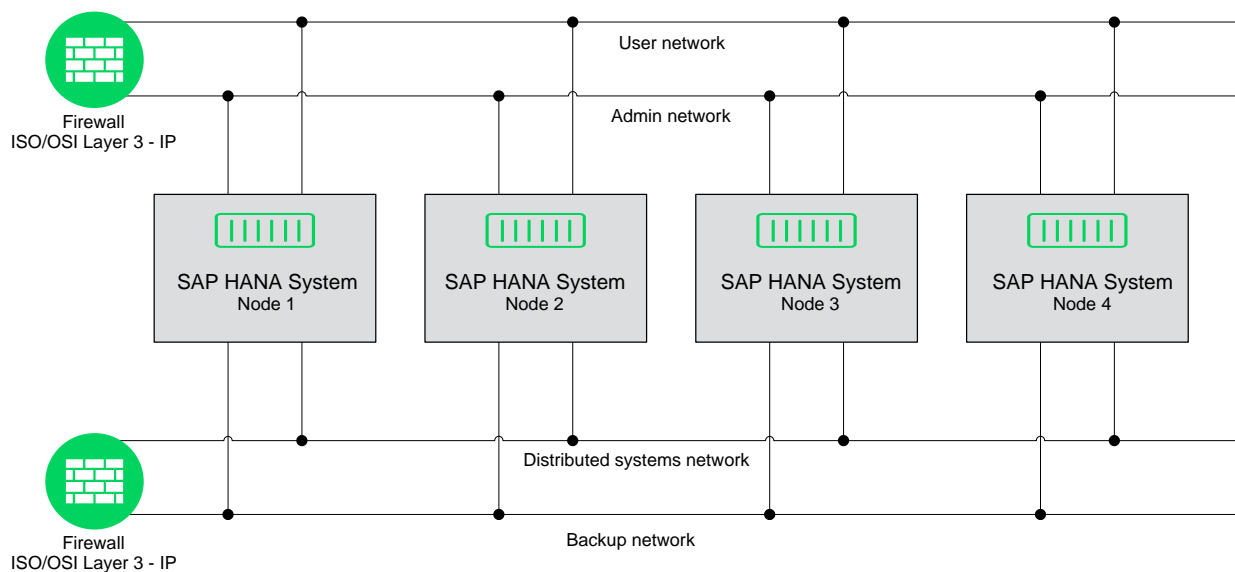 User network
Admin network
Firewall
ISO/OSI Layer 3 - IP
SAP HANA System
Node 1
SAP HANA System
Node 2
SAP HANA System
Node 3
SAP HANA System
Node 4
Distributed systems network
Backup network
Firewall
ISO/OSI Layer 3 - IP